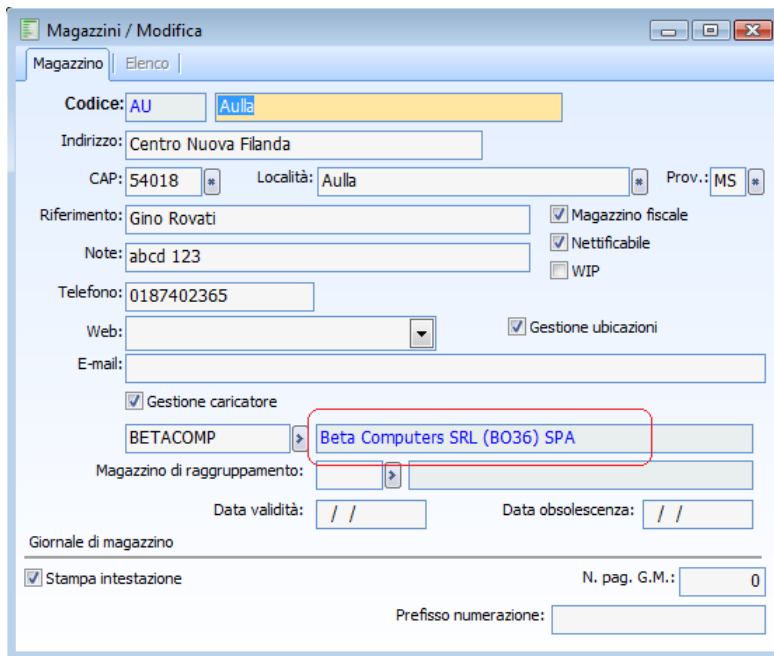 Magazzini / Modifica
Magazzino Elenco
Codice: AU Aulla
Indirizzo: Centro Nuova Filanda
CAP: 54018 Località: Aulla Prov.: MS
Riferimento: Gino Rovati Magazzino fiscale
Note: abcd 123 Nettificabile
WIP
Telefono: 0187402365
Web: Gestione ubicazioni
E-mail:
Gestione caricatore
BETACOMP Beta Computers SRL (BO36) SPA
Magazzino di raggruppamento:
Data validità: / / Data obsolescenza: / /
Giornale di magazzino
Stampa intestazione N. pag. G.M.: 0
Prefisso numerazione: